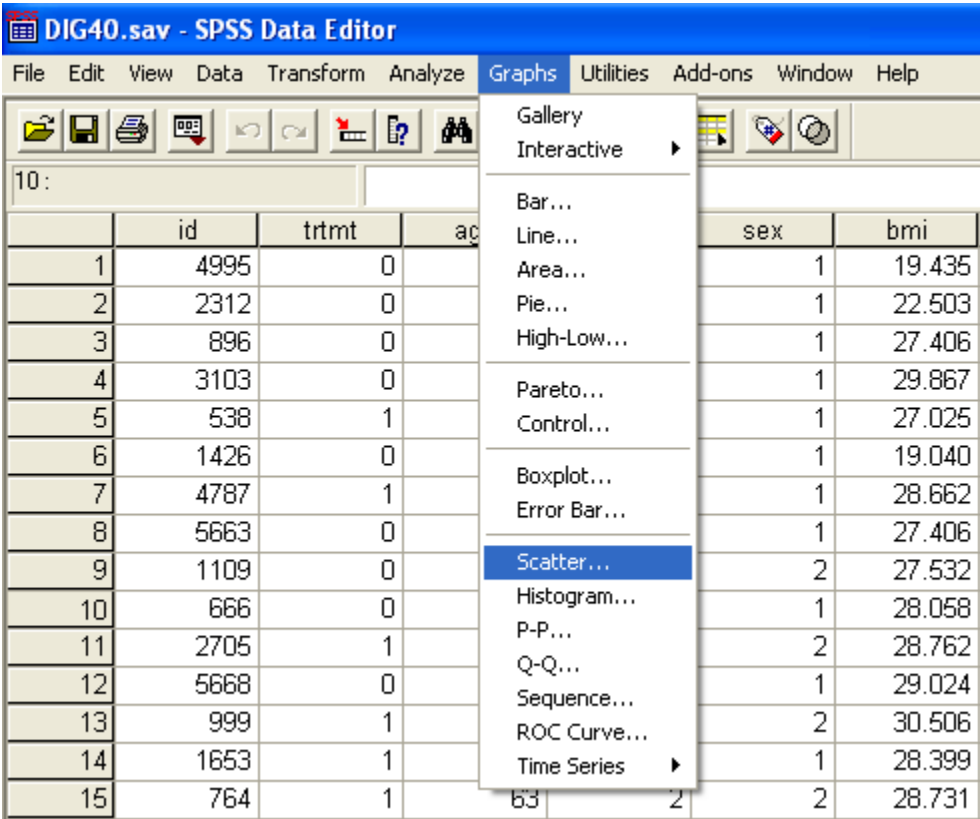 SPSS
DIG40.sav - SPSS Data Editor
File Edit View Data Transform Analyze Graphs Utilities Add-ons Window Help
10 :
id trtmt sex bmi
1 4995 0 1 19.435
2 2312 0 1 22.503
3 896 0 1 27.406
4 3103 0 1 29.867
5 538 1 1 27.025
6 1426 0 1 19.040
7 4787 1 1 28.662
8 5663 0 1 27.406
9 1109 0 2 27.532
10 666 0 1 28.058
11 2705 1 2 28.762
12 5668 0 1 29.024
13 999 1 2 30.506
14 1653 1 1 28.399
15 764 1 63 2 2 28.731
Gallery
Interactive
Bar...
Line...
Area...
Pie...
High-Low...
Pareto...
Control...
Boxplot...
Error Bar...
Scatter...
Histogram...
P-P...
Q-Q...
Sequence...
ROC Curve...
Time Series